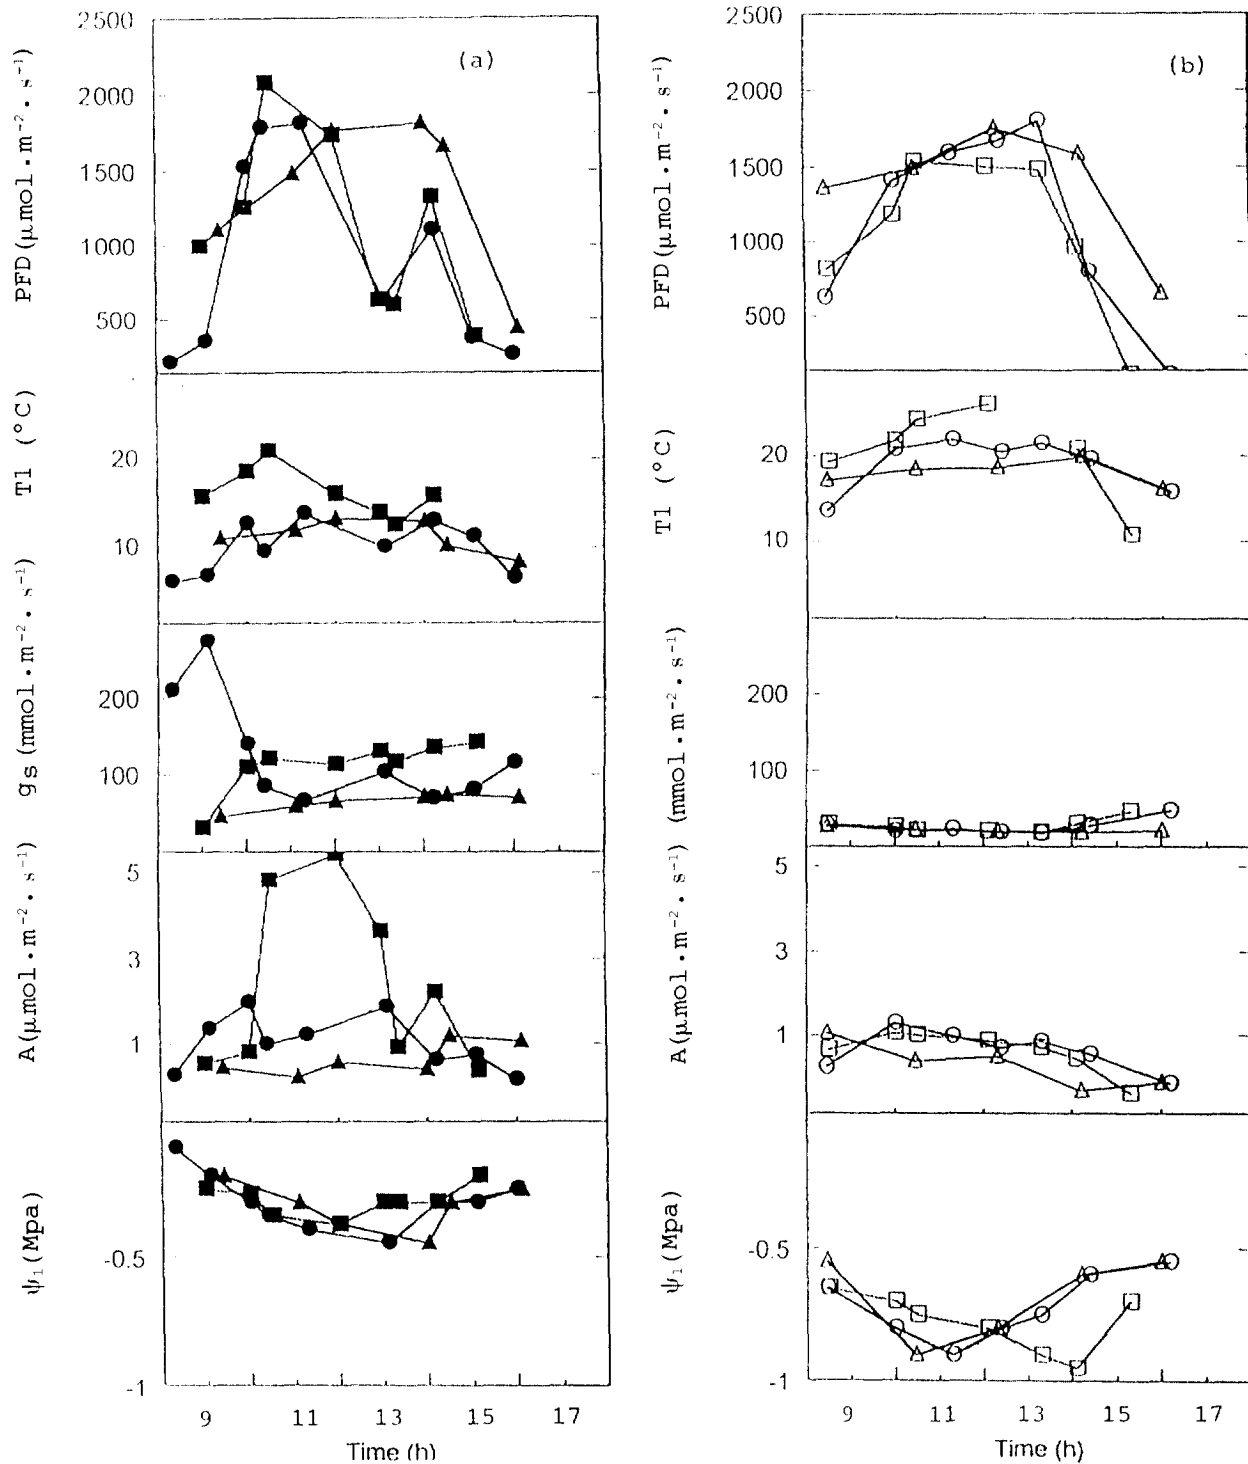 2500
2000
1500
1000
500
PFD(μmol·m⁻²·s⁻¹)
(a)
20
10
Tl (°C)
200
100
gs(mmol·m⁻²·s⁻¹)
5
3
1
A(μmol·m⁻²·s⁻¹)
-0.5
-1
ψ₁(Mpa)
9 11 13 15 17
Time (h)
2500
2000
1500
1000
500
PFD(μmol·m⁻²·s⁻¹)
(b)
20
10
Tl (°C)
200
100
(mmol·m⁻²·s⁻¹)
5
3
1
A(μmol·m⁻²·s⁻¹)
-0.5
-1
ψ₁(Mpa)
9 11 13 15 17
Time (h)